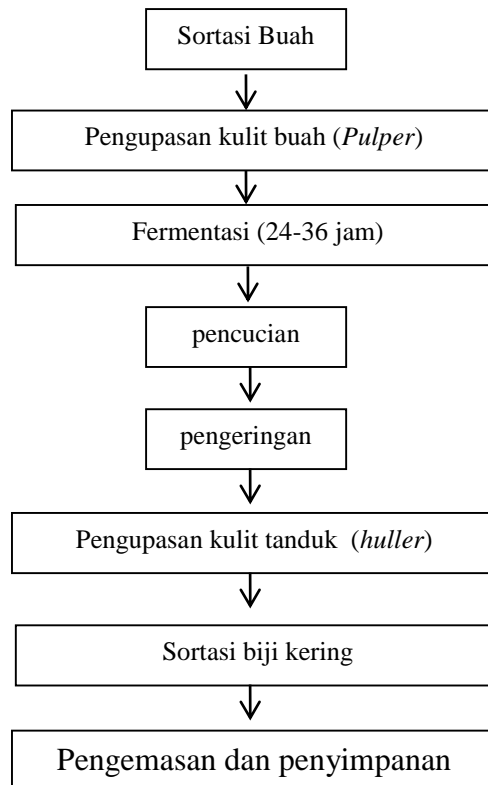 Sortasi Buah
Pengupasan kulit buah (Pulper)
Fermentasi (24-36 jam)
pencucian
pengeringan
Pengupasan kulit tanduk (huller)
Sortasi biji kering
Pengemasan dan penyimpanan